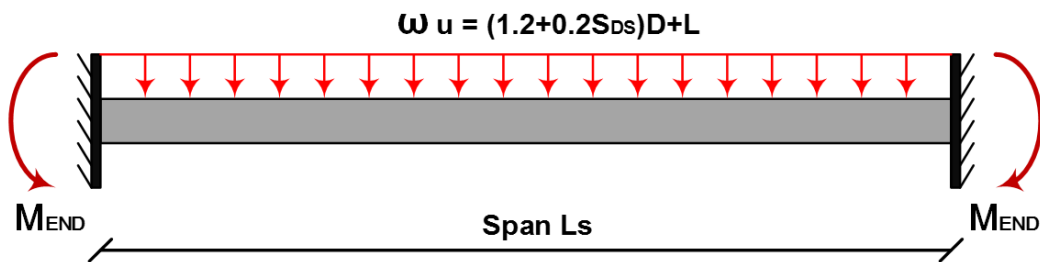 ω u = (1.2+0.2SDS)D+L
MEND
MEND
Span Ls